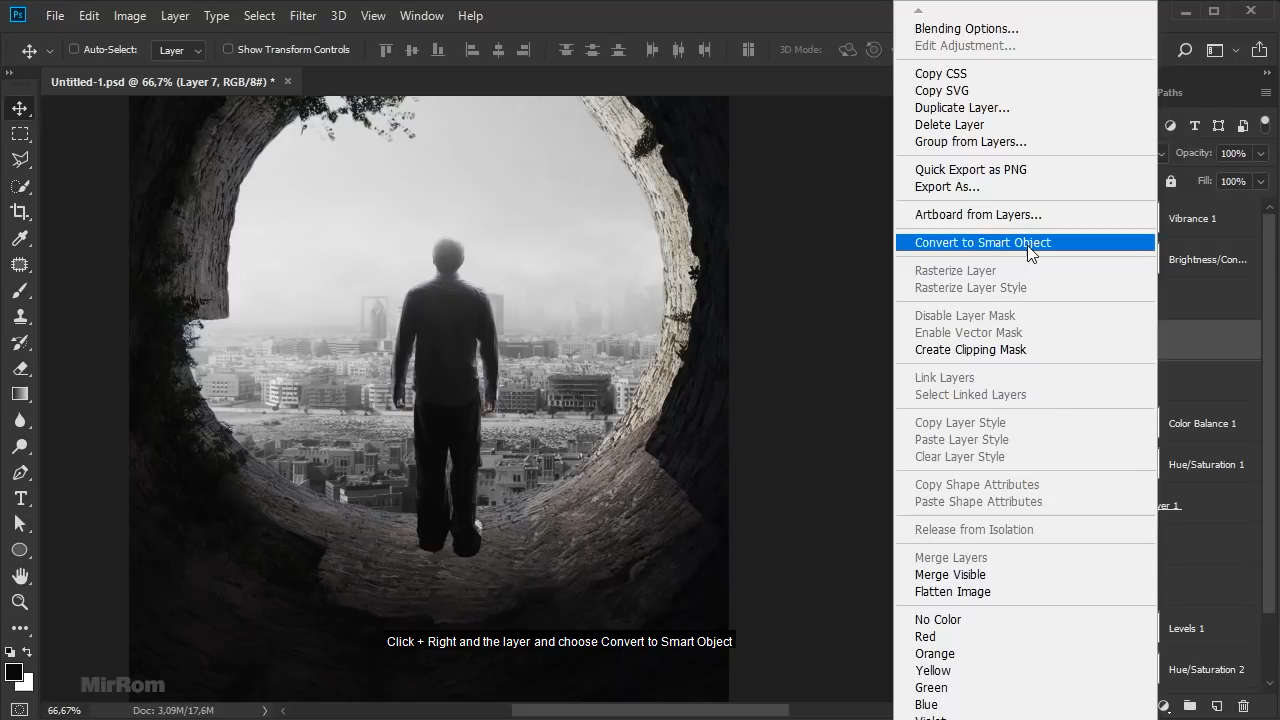 Ps File Edit Image Layer Type Select Filter 3D View Window Help
Auto-Select: Layer Show Transform Controls 3D Mode:
Untitled-1.psd @ 66,7% (Layer 7, RGB/8#) *
Blending Options...
Edit Adjustment...
Copy CSS
Copy SVG
Duplicate Layer...
Delete Layer
Group from Layers...
Quick Export as PNG
Export As...
Artboard from Layers...
Convert to Smart Object
Rasterize Layer
Rasterize Layer Style
Disable Layer Mask
Enable Vector Mask
Create Clipping Mask
Link Layers
Select Linked Layers
Copy Layer Style
Paste Layer Style
Clear Layer Style
Copy Shape Attributes
Paste Shape Attributes
Release from Isolation
Merge Layers
Merge Visible
Flatten Image
No Color
Red
Orange
Yellow
Green
Blue
Violet
Paths
Opacity: 100%
Fill: 100%
Vibrance 1
Brightness/Con...
Color Balance 1
Hue/Saturation 1
yer 1
Levels 1
Hue/Saturation 2
Click + Right and the layer and choose Convert to Smart Object
MirRom
66,67% Doc: 3,09M/17,6M